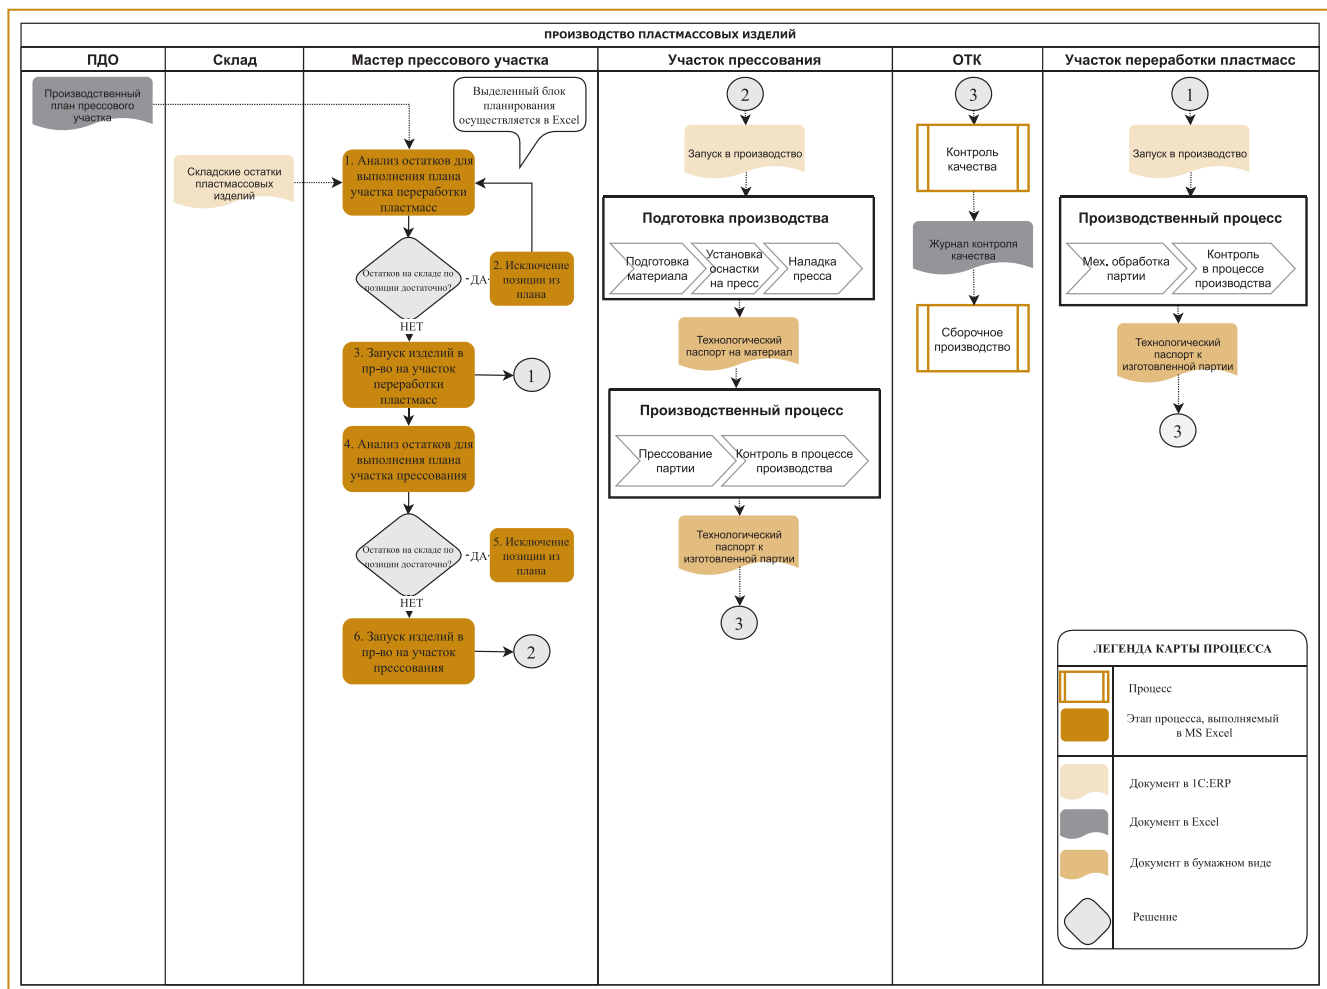 ПРОИЗВОДСТВО ПЛАСТМАССОВЫХ ИЗДЕЛИЙ
ПДО
Склад
Мастер прессового участка
Участок прессования
ОТК
Участок переработки пластмасс
Производственный
план прессового
участка
Складские остатки
пластмассовых
изделий
Выделенный блок
планирования
осуществляется в Excel
1. Анализ остатков для
выполнения плана
участка переработки
пластмасс
Остатков на складе по
позиции достаточно?
ДА
2. Исключение
позиции из
плана
НЕТ
3. Запуск изделий в
пр-во на участок
переработки
пластмасс
1
4. Анализ остатков для
выполнения плана
участка прессования
Остатков на складе по
позиции достаточно?
ДА
5. Исключение
позиции из
плана
НЕТ
6. Запуск изделий в
пр-во на участок
прессования
2
2
Запуск в производство
Подготовка производства
Подготовка
материала
Установка
оснастки
на пресс
Наладка
пресса
Технологический
паспорт на материал
Производственный процесс
Прессование
партии
Контроль в процессе
производства
Технологический
паспорт к
изготовленной партии
3
3
Контроль
качества
Журнал контроля
качества
Сборочное
производство
1
Запуск в производство
Производственный процесс
Мех. обработка
партии
Контроль
в процессе
производства
Технологический
паспорт к
изготовленной партии
3
ЛЕГЕНДА КАРТЫ ПРОЦЕССА
Процесс
Этап процесса, выполняемый
в MS Excel
Документ в 1С:ERP
Документ в Excel
Документ в бумажном виде
Решение